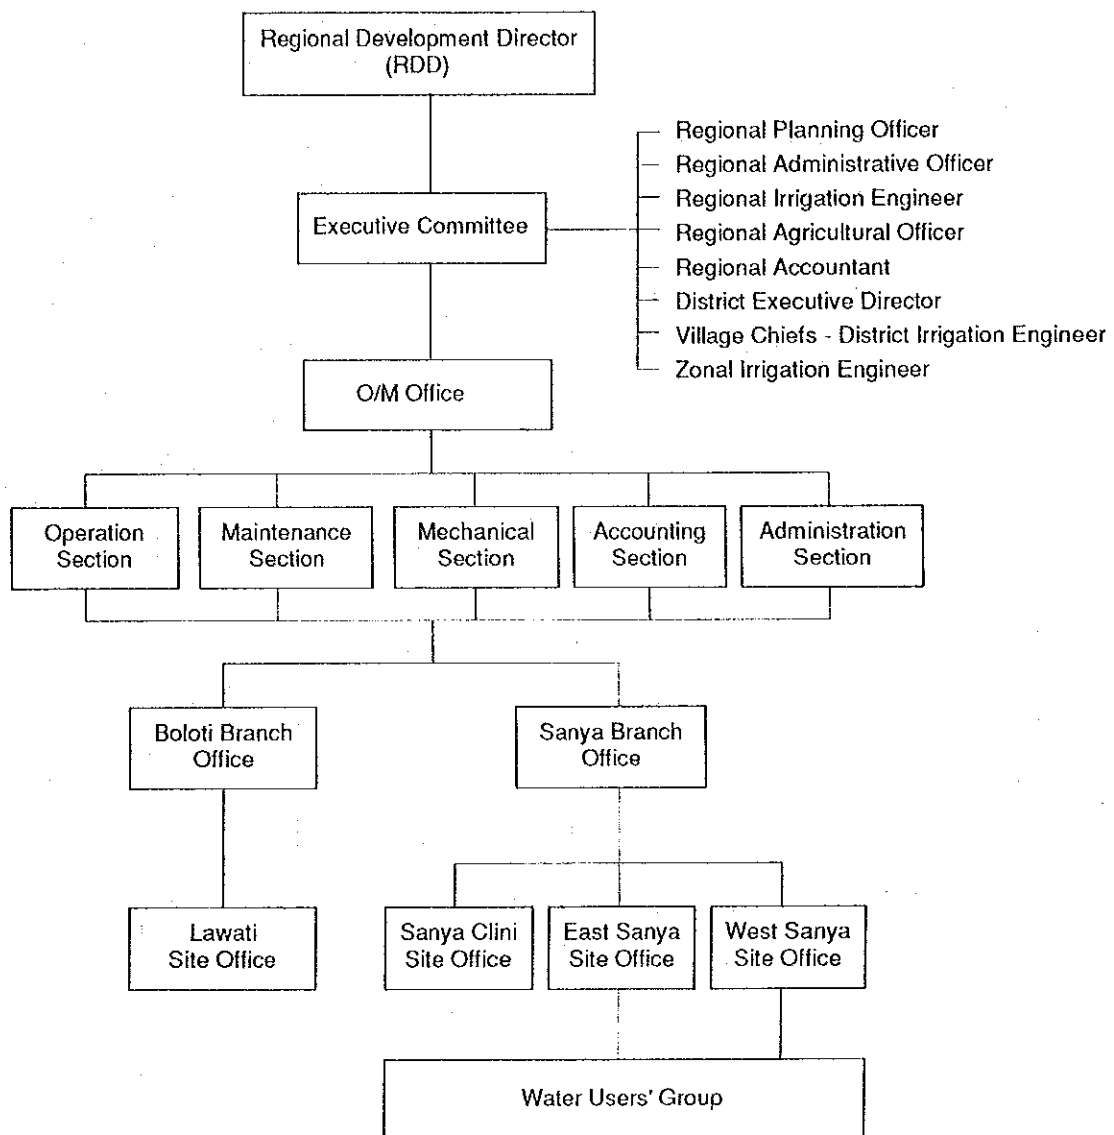 Regional Development Director
(RDD)
Executive Committee
Regional Planning Officer
Regional Administrative Officer
Regional Irrigation Engineer
Regional Agricultural Officer
Regional Accountant
District Executive Director
Village Chiefs - District Irrigation Engineer
Zonal Irrigation Engineer
O/M Office
Operation
Section
Maintenance
Section
Mechanical
Section
Accounting
Section
Administration
Section
Boloti Branch
Office
Sanya Branch
Office
Lawati
Site Office
Sanya Clini
Site Office
East Sanya
Site Office
West Sanya
Site Office
Water Users' Group